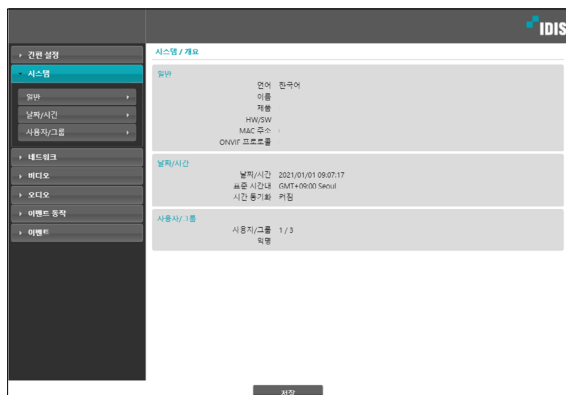 IDIS
간편 설정
시스템
일반
날짜/시간
사용자/그룹
네트워크
비디오
오디오
이벤트 동작
이벤트
시스템 / 개요
일반
언어 한국어
이름
제품
HW/SW
MAC 주소
ONVIF 프로토콜
날짜/시간
날짜/시간 2021/01/01 09:07:17
표준 시간대 GMT+09:00 Seoul
시간 동기화 꺼짐
사용자/그룹
사용자/그룹 1 / 3
익명
저장